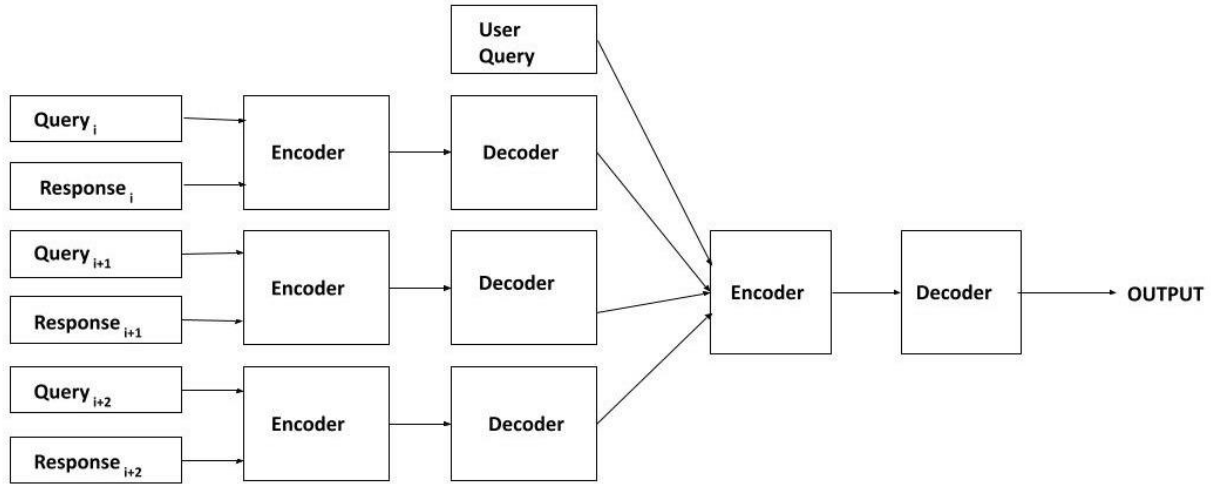 User
Query
Query i
Response i
Encoder
Decoder
Query i+1
Response i+1
Encoder
Decoder
Query i+2
Response i+2
Encoder
Decoder
Encoder
Decoder
OUTPUT